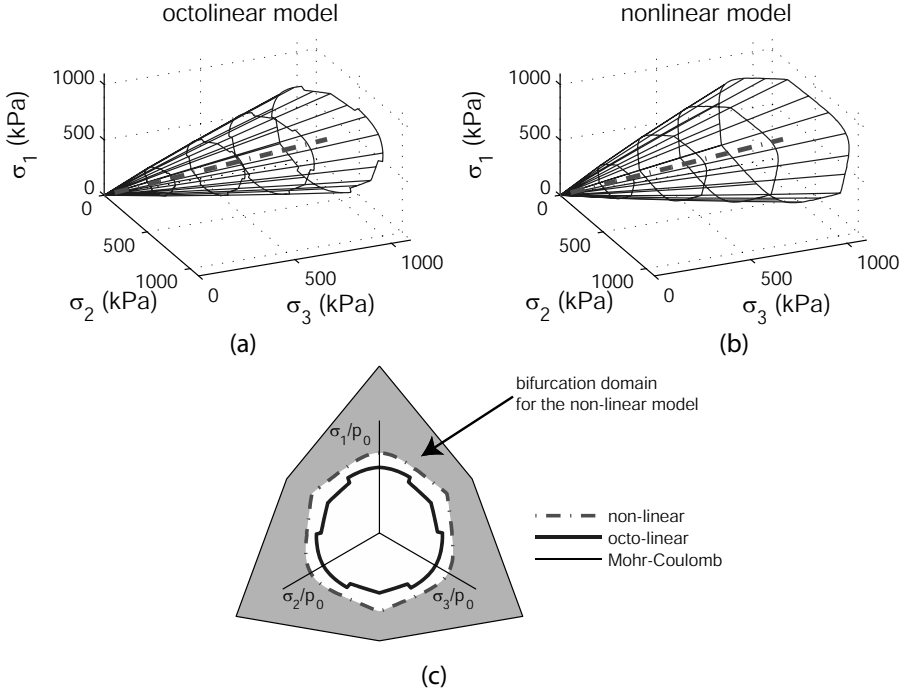 octolinear model
nonlinear model
1000
500
0
σ1 (kPa)
0
500
1000
σ2 (kPa)
0
500
1000
σ3 (kPa)
(a)
1000
500
0
σ1 (kPa)
0
500
1000
σ2 (kPa)
0
500
1000
σ3 (kPa)
(b)
bifurcation domain
for the non-linear model
σ1/p0
σ2/p0
σ3/p0
non-linear
octo-linear
Mohr-Coulomb
(c)